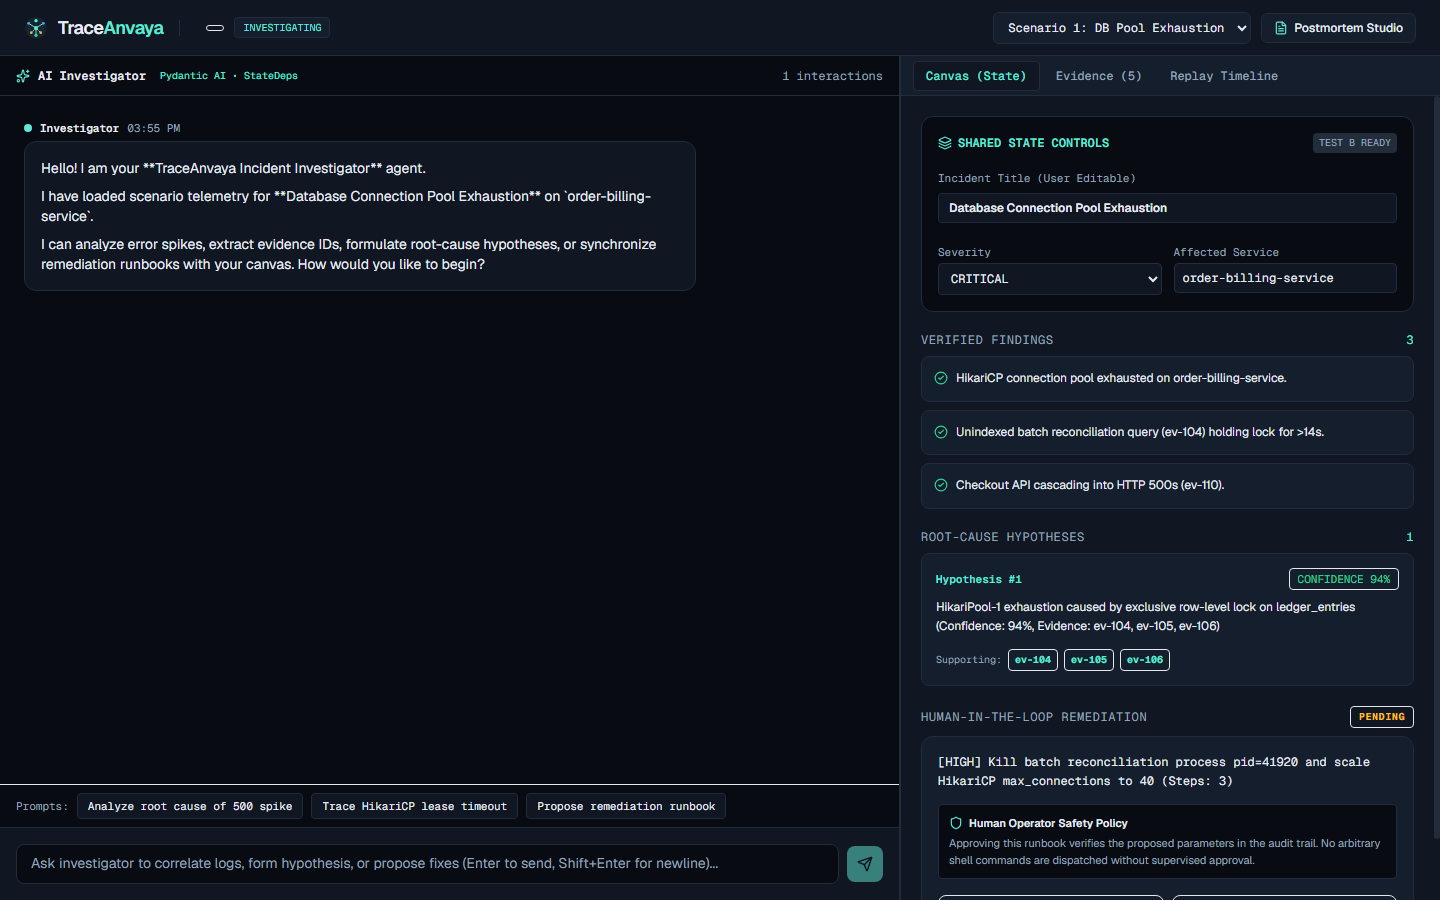 TraceAnvaya
INVESTIGATING
Scenario 1: DB Pool Exhaustion
Postmortem Studio
AI Investigator
Pydantic AI · StateDeps
1 interactions
Canvas (State)
Evidence (5)
Replay Timeline
Investigator 03:55 PM
Hello! I am your **TraceAnvaya Incident Investigator** agent.
I have loaded scenario telemetry for **Database Connection Pool Exhaustion** on `order-billing-
service`.
I can analyze error spikes, extract evidence IDs, formulate root-cause hypotheses, or synchronize
remediation runbooks with your canvas. How would you like to begin?
Prompts:
Analyze root cause of 500 spike
Trace HikariCP lease timeout
Propose remediation runbook
Ask investigator to correlate logs, form hypothesis, or propose fixes (Enter to send, Shift+Enter for newline)...
SHARED STATE CONTROLS
TEST B READY
Incident Title (User Editable)
Database Connection Pool Exhaustion
Severity
Affected Service
CRITICAL
order-billing-service
VERIFIED FINDINGS
3
HikariCP connection pool exhausted on order-billing-service.
Unindexed batch reconciliation query (ev-104) holding lock for >14s.
Checkout API cascading into HTTP 500s (ev-110).
ROOT-CAUSE HYPOTHESES
1
Hypothesis #1
CONFIDENCE 94%
HikariPool-1 exhaustion caused by exclusive row-level lock on ledger_entries
(Confidence: 94%, Evidence: ev-104, ev-105, ev-106)
Supporting: ev-104 ev-105 ev-106
HUMAN-IN-THE-LOOP REMEDIATION
PENDING
[HIGH] Kill batch reconciliation process pid=41920 and scale
HikariCP max_connections to 40 (Steps: 3)
Human Operator Safety Policy
Approving this runbook verifies the proposed parameters in the audit trail. No arbitrary
shell commands are dispatched without supervised approval.